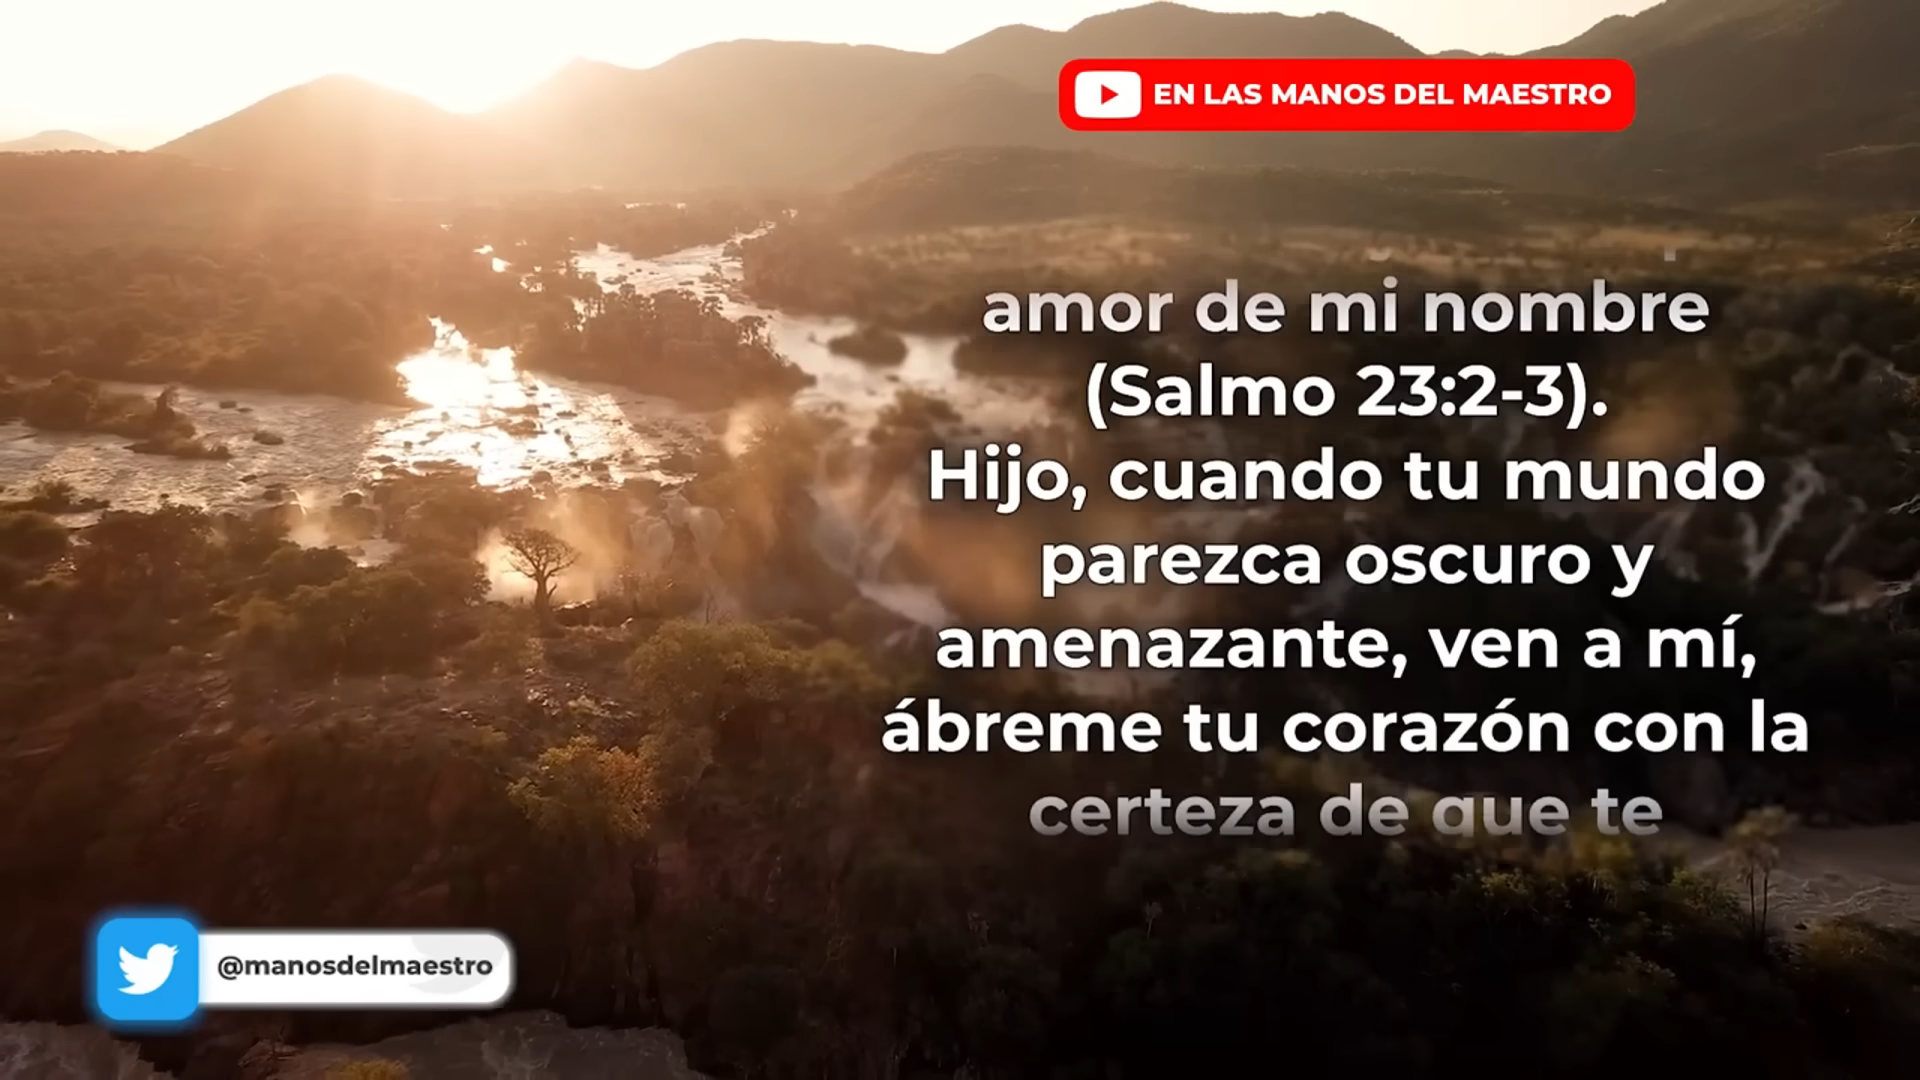 EN LAS MANOS DEL MAESTRO
amor de mi nombre
(Salmo 23:2-3).
Hijo, cuando tu mundo
parezca oscuro y
amenazante, ven a mí,
ábreme tu corazón con la
certeza de que te
@manosdelmaestro